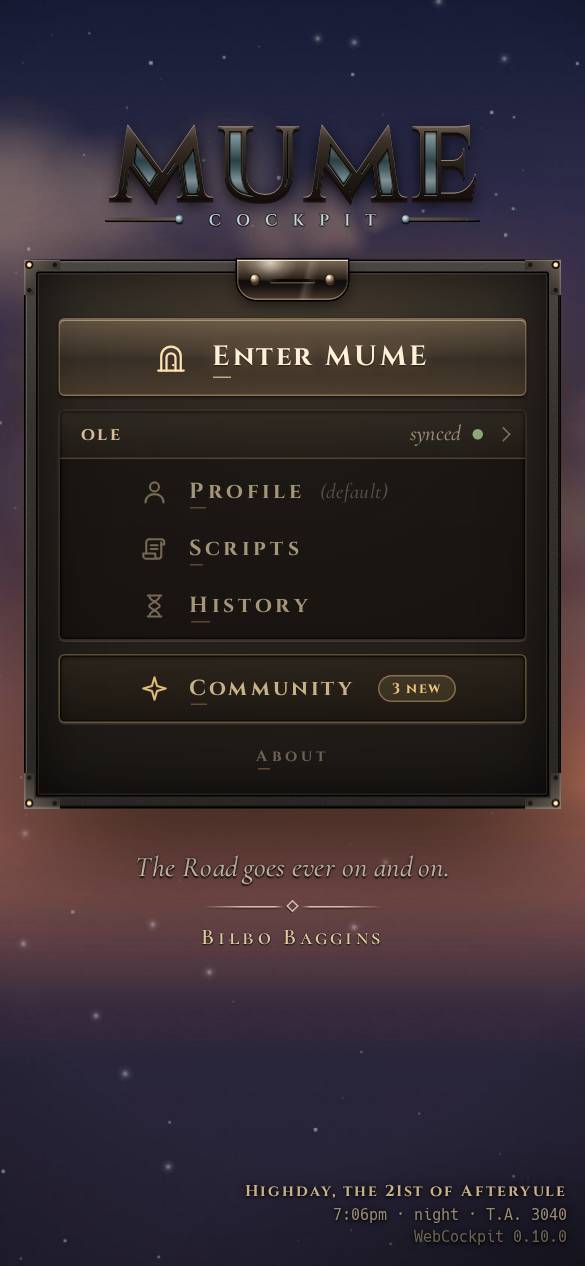 MUME
COCKPIT
Enter MUME
OLE synced
Profile (default)
Scripts
History
Community 3 NEW
About
The Road goes ever on and on.
Bilbo Baggins
Highday, the 21st of Afteryule
7:06pm · night · T.A. 3040
WebCockpit 0.10.0